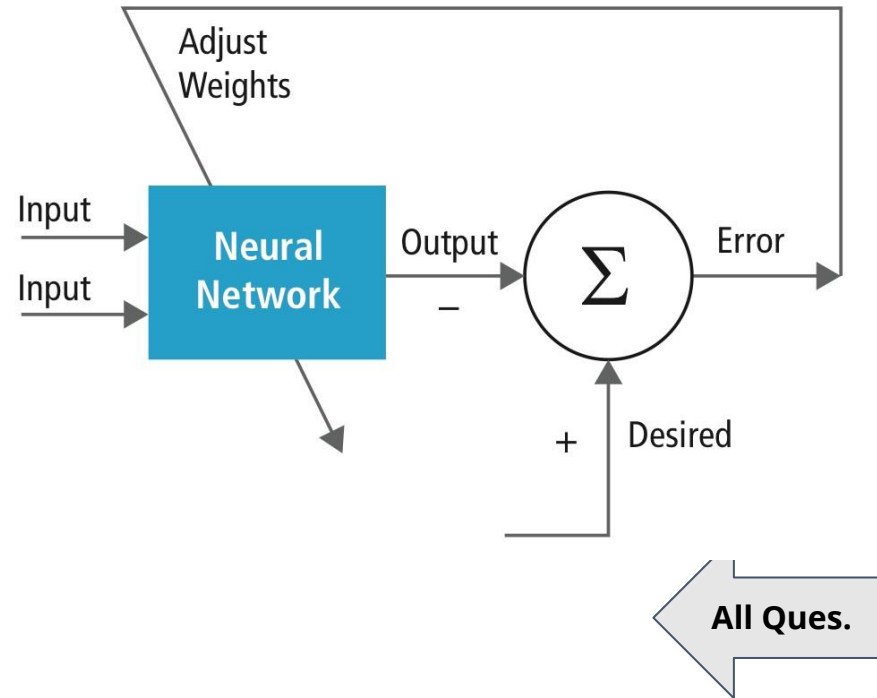 Adjust
Weights
Input
Input
Neural
Network
Output
−
Σ
Error
+
Desired
All Ques.